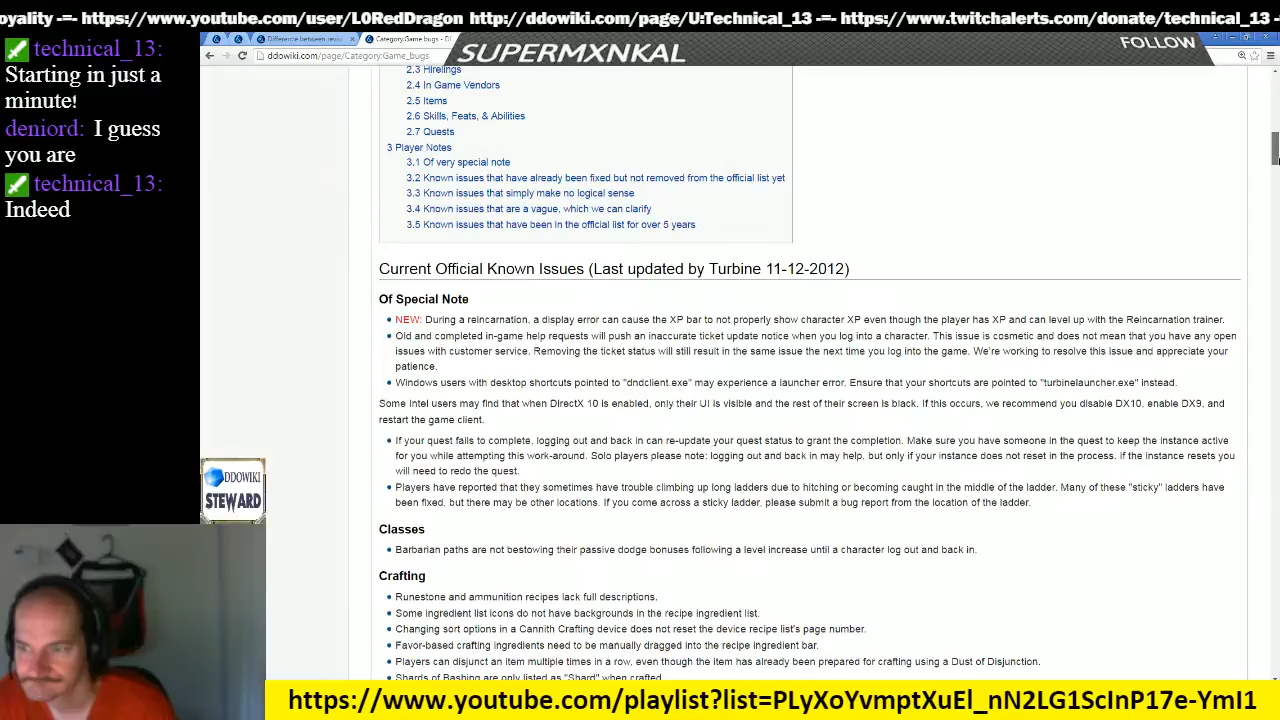 oyality -=- https://www.youtube.com/user/L0RedDragon http://ddowiki.com/page/U:Technical_13 -=- https://www.twitchalerts.com/donate/technical_13 -
technical_13:
Starting in just a
minute!
deniord: I guess
you are
technical_13:
Indeed
Category:Game bugs - D
ddowiki.com/page/Category:Game_bugs
SUPERMXNKAL
FOLLOW
2.3 Hirelings
2.4 In Game Vendors
2.5 Items
2.6 Skills, Feats, & Abilities
2.7 Quests
3 Player Notes
3.1 Of very special note
3.2 Known issues that have already been fixed but not removed from the official list yet
3.3 Known issues that simply make no logical sense
3.4 Known issues that are a vague, which we can clarify
3.5 Known issues that have been in the official list for over 5 years
Current Official Known Issues (Last updated by Turbine 11-12-2012)
Of Special Note
NEW: During a reincarnation, a display error can cause the XP bar to not properly show character XP even though the player has XP and can level up with the Reincarnation trainer.
Old and completed in-game help requests will push an inaccurate ticket update notice when you log into a character. This issue is cosmetic and does not mean that you have any open
issues with customer service. Removing the ticket status will still result in the same issue the next time you log into the game. We're working to resolve this issue and appreciate your
patience.
Windows users with desktop shortcuts pointed to "dndclient.exe" may experience a launcher error. Ensure that your shortcuts are pointed to "turbinelauncher.exe" instead.
Some Intel users may find that when DirectX 10 is enabled, only their UI is visible and the rest of their screen is black. If this occurs, we recommend you disable DX10, enable DX9, and
restart the game client.
If your quest fails to complete, logging out and back in can re-update your quest status to grant the completion. Make sure you have someone in the quest to keep the instance active
for you while attempting this work-around. Solo players please note: logging out and back in may help, but only if your instance does not reset in the process. if the instance resets you
will need to redo the quest.
Players have reported that they sometimes have trouble climbing up long ladders due to hitching or becoming caught in the middle of the ladder. Many of these "sticky" ladders have
been fixed, but there may be other locations. If you come across a sticky ladder, please submit a bug report from the location of the ladder.
DDOWIKI
STEWARD
Classes
Barbarian paths are not bestowing their passive dodge bonuses following a level increase until a character log out and back in.
Crafting
Runestone and ammunition recipes lack full descriptions.
Some ingredient list icons do not have backgrounds in the recipe ingredient list.
Changing sort options in a Cannith Crafting device does not reset the device recipe list's page number.
Favor-based crafting ingredients need to be manually dragged into the recipe ingredient bar.
Players can disjunct an item multiple times in a row, even though the item has already been prepared for crafting using a Dust of Disjunction.
Shards of Bashing are only listed as "Shard" when crafted.
https://www.youtube.com/playlist?list=PLyXoYvmptXuEl_nN2LG1ScInP17e-YmI1